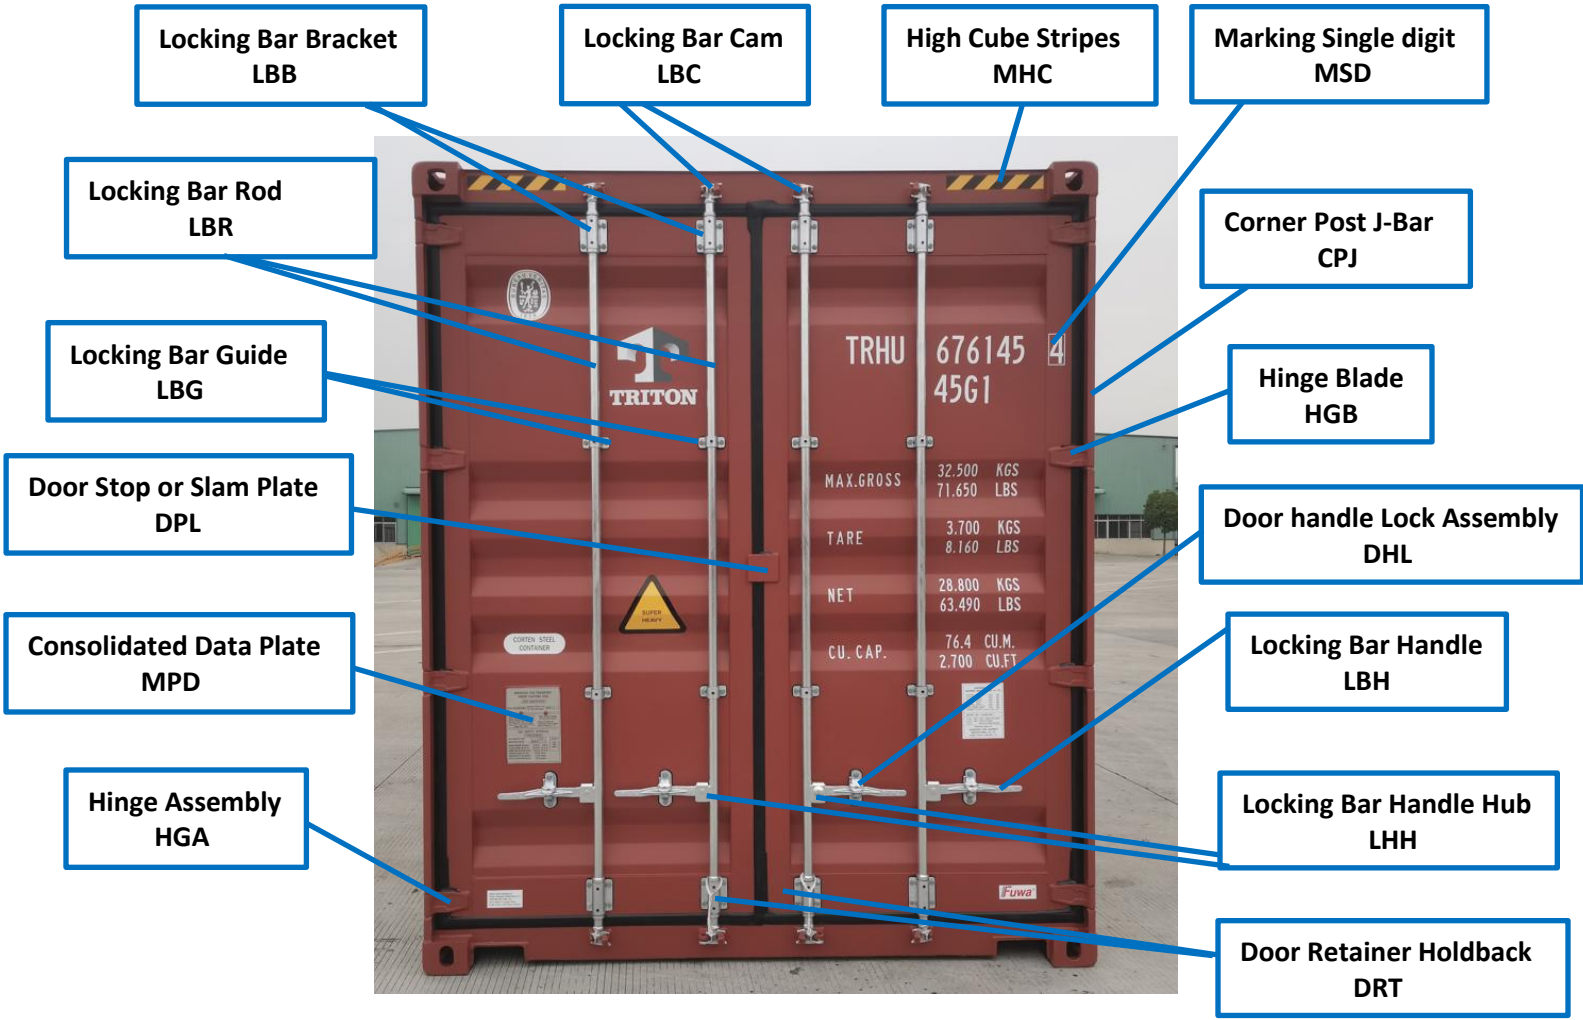 Locking Bar Bracket
LBB
Locking Bar Cam
LBC
High Cube Stripes
MHC
Marking Single digit
MSD
Locking Bar Rod
LBR
Corner Post J-Bar
CPJ
Locking Bar Guide
LBG
Hinge Blade
HGB
Door Stop or Slam Plate
DPL
Door handle Lock Assembly
DHL
Consolidated Data Plate
MPD
Locking Bar Handle
LBH
Hinge Assembly
HGA
Locking Bar Handle Hub
LHH
Door Retainer Holdback
DRT
TRITON
TRHU 676145 4
45G1
MAX.GROSS 32.500 KGS
71.650 LBS
TARE 3.700 KGS
8.160 LBS
NET 28.800 KGS
63.490 LBS
CU. CAP. 76.4 CU.M.
2.700 CU.FT
SUPER
HEAVY
CORTEN STEEL
CONTAINER
Fuwa